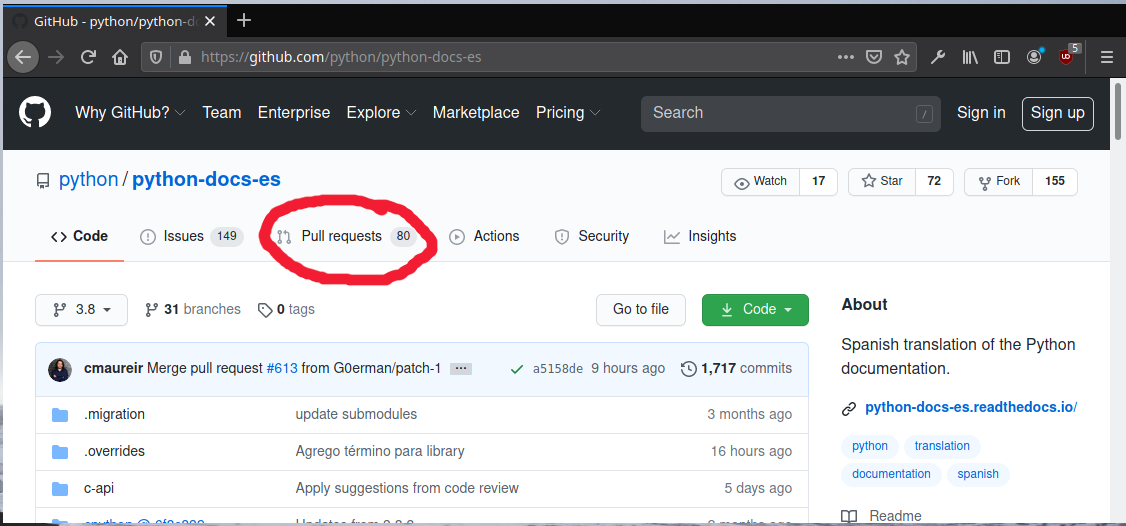 GitHub - python/python-d
https://github.com/python/python-docs-es
5
Why GitHub? Team Enterprise Explore Marketplace Pricing Search / Sign in Sign up
python / python-docs-es
Watch 17 Star 72 Fork 155
Code Issues 149 Pull requests 80 Actions Security Insights
3.8 31 branches 0 tags Go to file Code
About
Spanish translation of the Python
documentation.
python-docs-es.readthedocs.io/
python translation
documentation spanish
Readme
cmaureir Merge pull request #613 from G0erman/patch-1 ... a5158de 9 hours ago 1,717 commits
.migration update submodules 3 months ago
.overrides Agrego término para library 16 hours ago
c-api Apply suggestions from code review 5 days ago